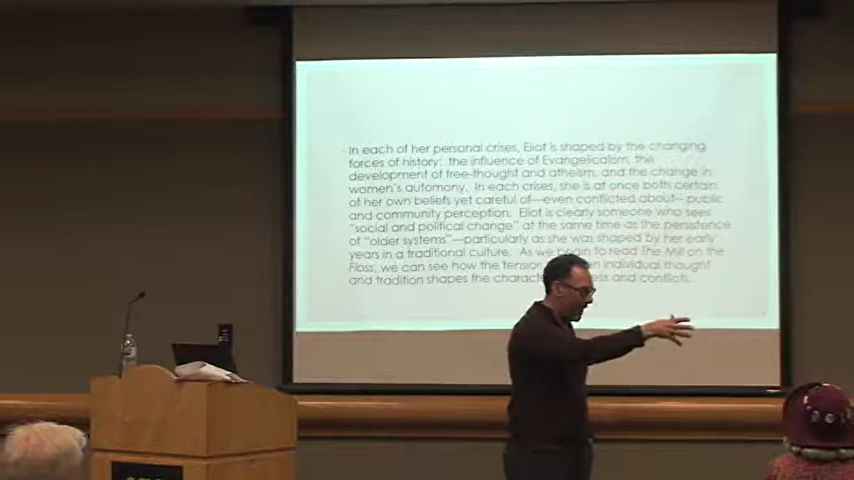 In each of her personal crises, Eliot is shaped by the changing
forces of history: the influence of Evangelicalism, the
development of free-thought and atheism, and the change in
women's autonomy. In each crisis, she is at once both certain
of her own beliefs yet careful of—even conflicted about— public
and community perception. Eliot is clearly someone who sees
"social and political change" at the same time as the persistence
of "older systems"—particularly as she was shaped by her early
years in a traditional culture. As we begin to read The Mill on the
Floss, we can see how the tension individual thought
and tradition shapes the and conflict.